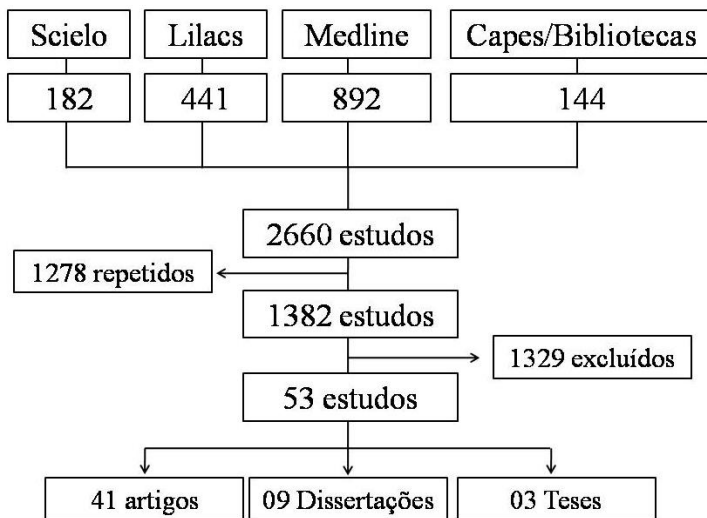 Scielo Lilacs Medline Capes/Bibliotecas
182 441 892 144
2660 estudos
1278 repetidos
1382 estudos
1329 excluídos
53 estudos
41 artigos 09 Dissertações 03 Teses